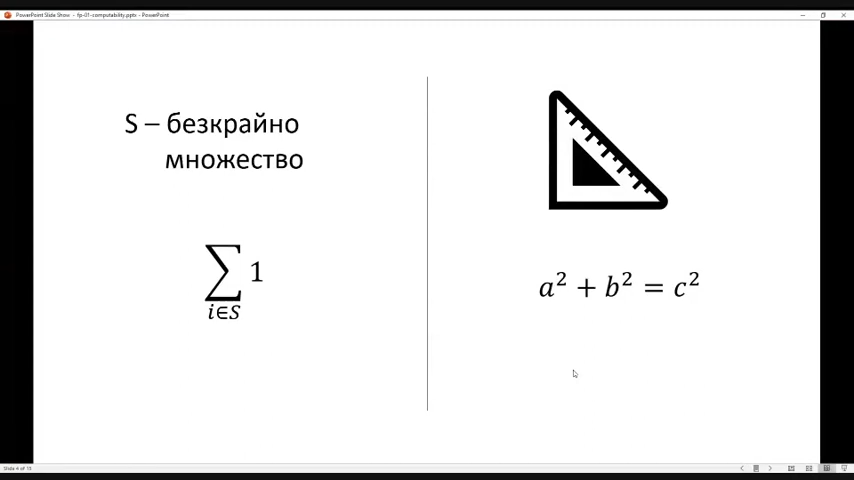 PowerPoint Slide Show - fp-01-computability.pptx - PowerPoint
S – безкрайно
множество
∑ 1
i∈S
a² + b² = c²
Slide 4 of 15